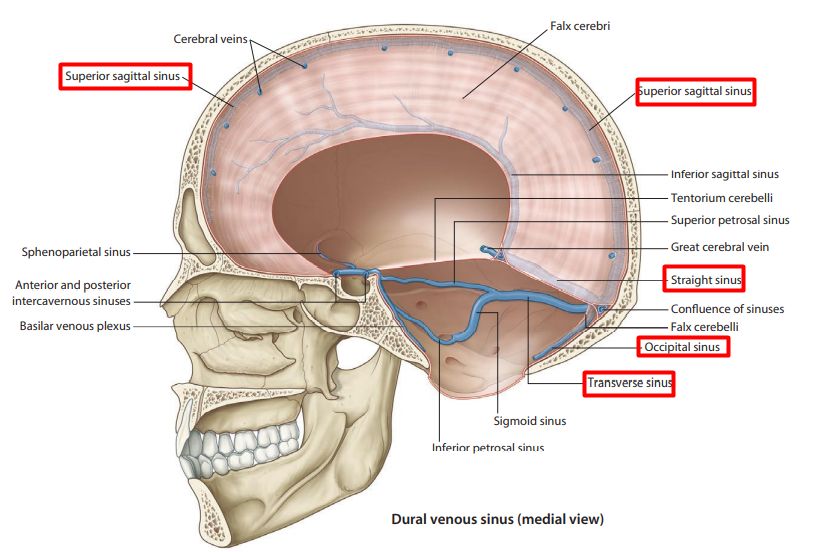 Falx cerebri
Cerebral veins
Superior sagittal sinus
Superior sagittal sinus
Inferior sagittal sinus
Tentorium cerebelli
Superior petrosal sinus
Great cerebral vein
Sphenoparietal sinus
Straight sinus
Anterior and posterior
intercavernous sinuses
Confluence of sinuses
Basilar venous plexus
Falx cerebelli
Occipital sinus
Transverse sinus
Sigmoid sinus
Inferior petrosal sinus
Dural venous sinus (medial view)